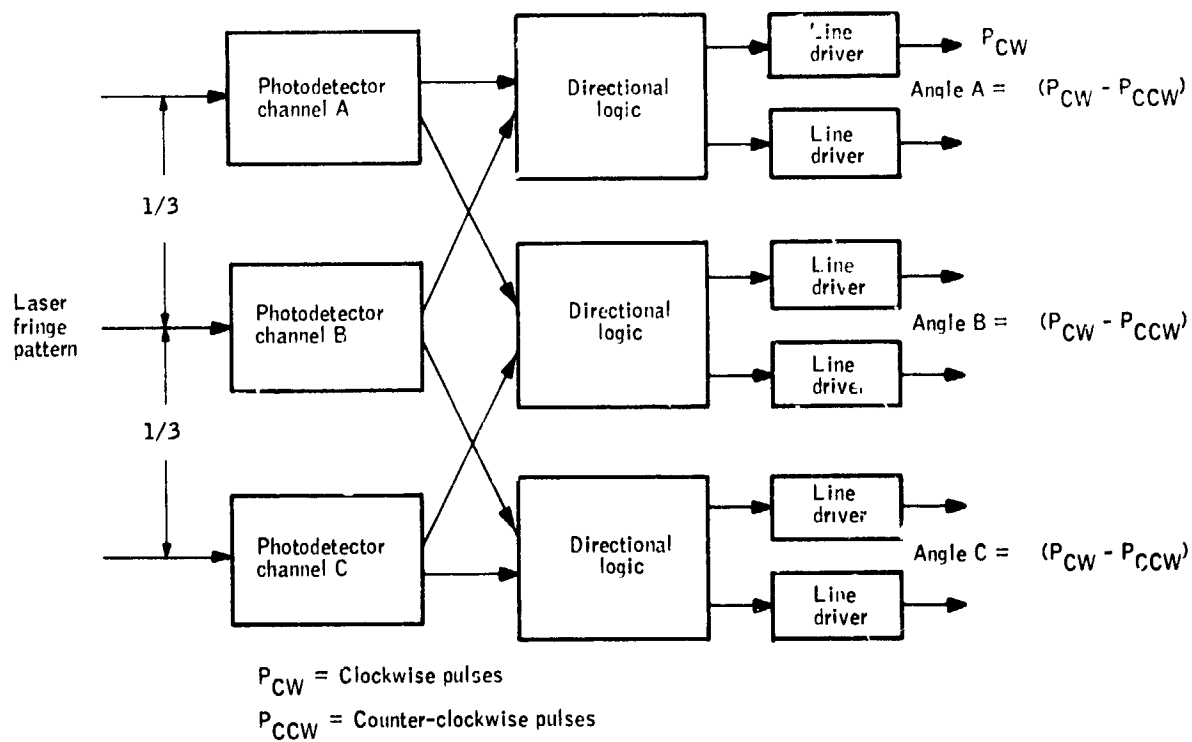 Laser
fringe
pattern
1/3
1/3
Photodetector
channel A
Photodetector
channel B
Photodetector
channel C
Directional
logic
Directional
logic
Directional
logic
Line
driver
Line
driver
Line
driver
Line
driver
Line
driver
Line
driver
P_CW
Angle A = (P_CW - P_CCW)
Angle B = (P_CW - P_CCW)
Angle C = (P_CW - P_CCW)
P_CW = Clockwise pulses
P_CCW = Counter-clockwise pulses